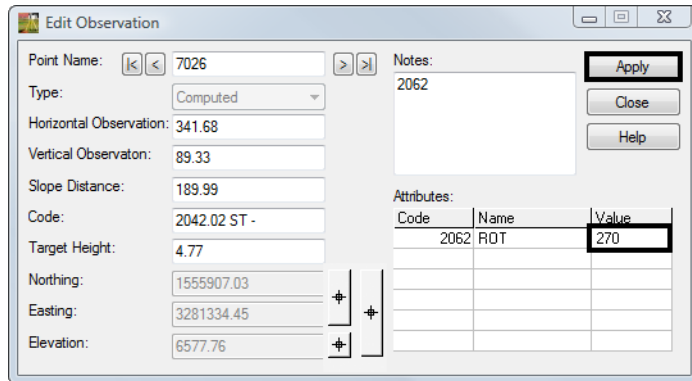 Edit Observation
Point Name: |< < 7026 > >|
Type: Computed
Horizontal Observation: 341.68
Vertical Observaton: 89.33
Slope Distance: 189.99
Code: 2042.02 ST -
Target Height: 4.77
Northing: 1555907.03
Easting: 3281334.45
Elevation: 6577.76
Notes:
2062
Apply
Close
Help
Attributes:
Code Name Value
2062 ROT 270